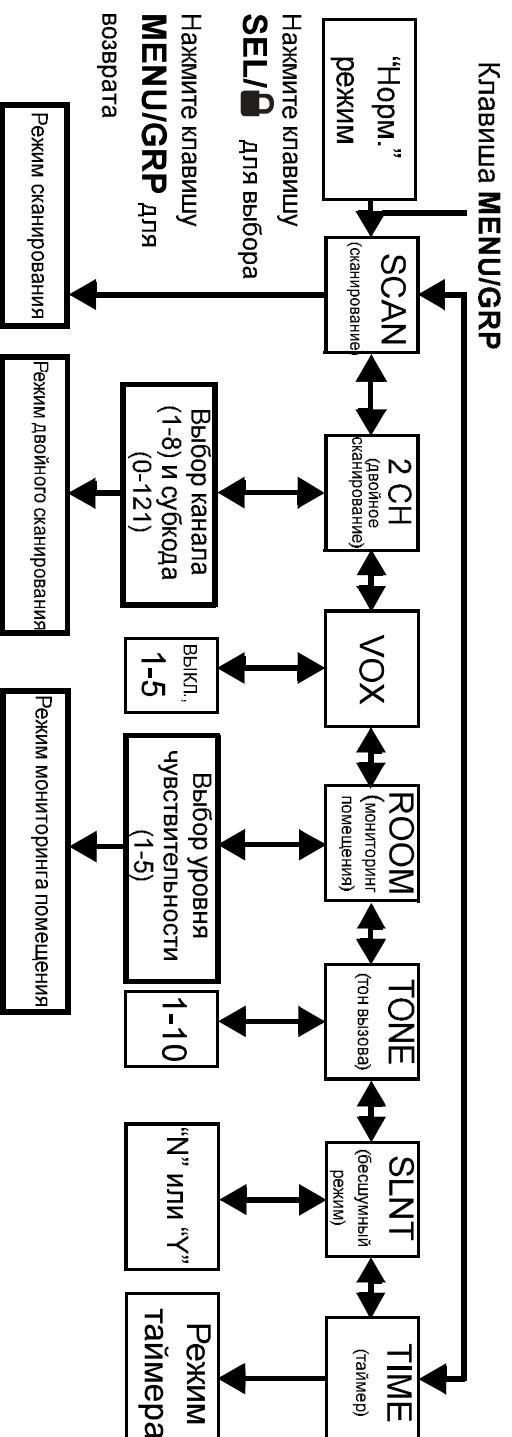 Клавиша MENU/GRP
“Норм.”
режим
SCAN
(сканирование)
2 CH
(двойное
сканирование)
VOX
ROOM
(мониторинг
помещения)
TONE
(тон вызова)
SLNT
(бесшумный
режим)
TIME
(таймер)
Нажмите клавишу
SEL/ для выбора
Нажмите клавишу
MENU/GRP для
возврата
Выбор канала
(1-8) и субкода
(0-121)
ВЫКЛ.,
1-5
Выбор уровня
чувствительности
(1-5)
1-10
“N” или “Y”
Режим
таймера
Режим сканирования
Режим двойного сканирования
Режим мониторинга помещения